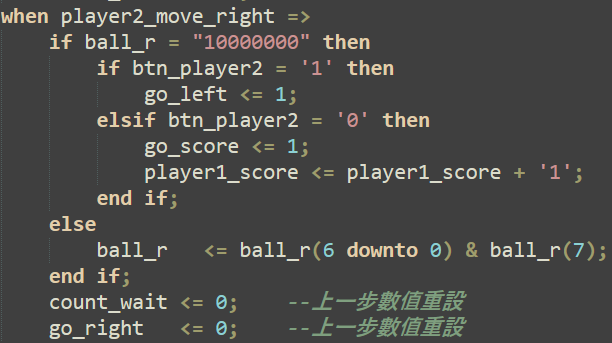 when player2_move_right =>
if ball_r = "10000000" then
if btn_player2 = '1' then
go_left <= 1;
elsif btn_player2 = '0' then
go_score <= 1;
player1_score <= player1_score + '1';
end if;
else
ball_r   <= ball_r(6 downto 0) & ball_r(7);
end if;
count_wait <= 0;    --上一步數值重設
go_right   <= 0;    --上一步數值重設